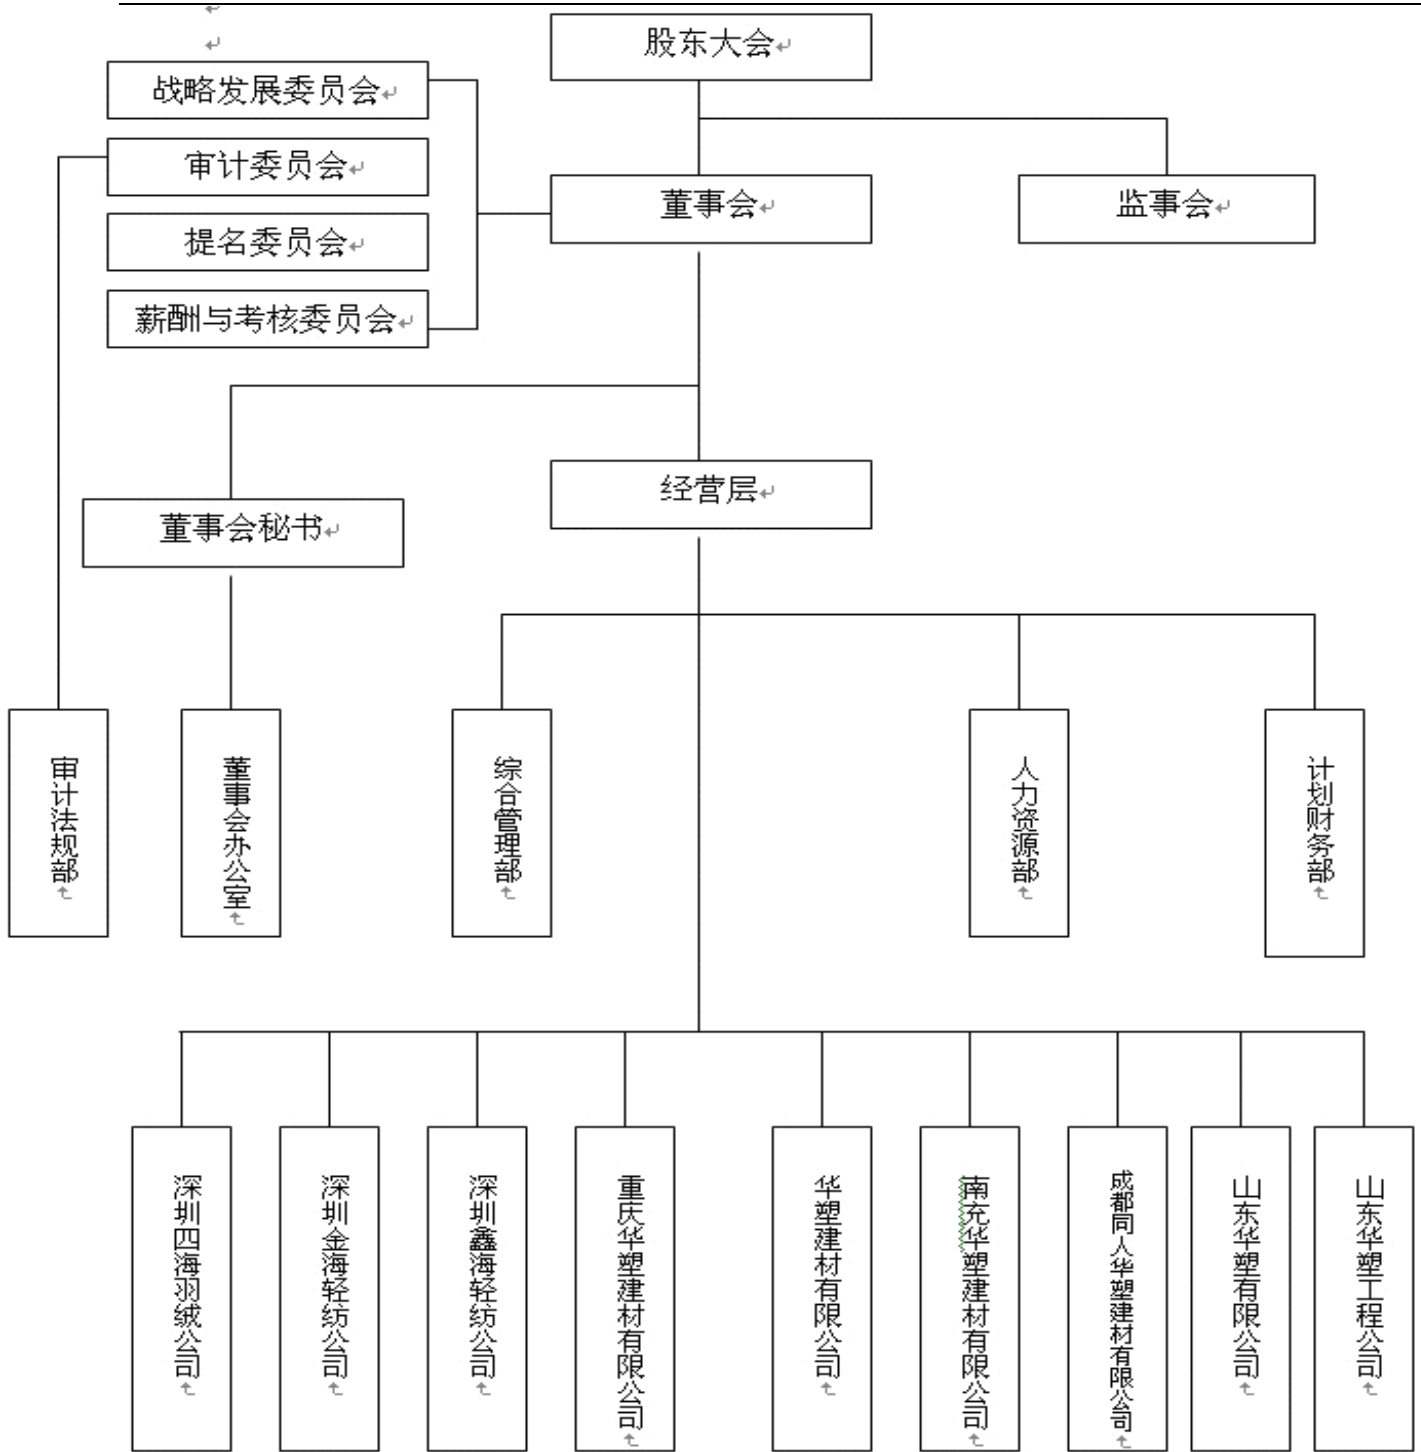 股东大会
战略发展委员会
审计委员会
董事会
监事会
提名委员会
薪酬与考核委员会
经营层
董事会秘书
审计法规部
董事会办公室
综合管理部
人力资源部
计划财务部
深圳四海羽绒公司
深圳金海轻纺公司
深圳鑫海轻纺公司
重庆华塑建材有限公司
华塑建材有限公司
南充华塑建材有限公司
成都同人华塑建材有限公司
山东华塑有限公司
山东华塑工程公司